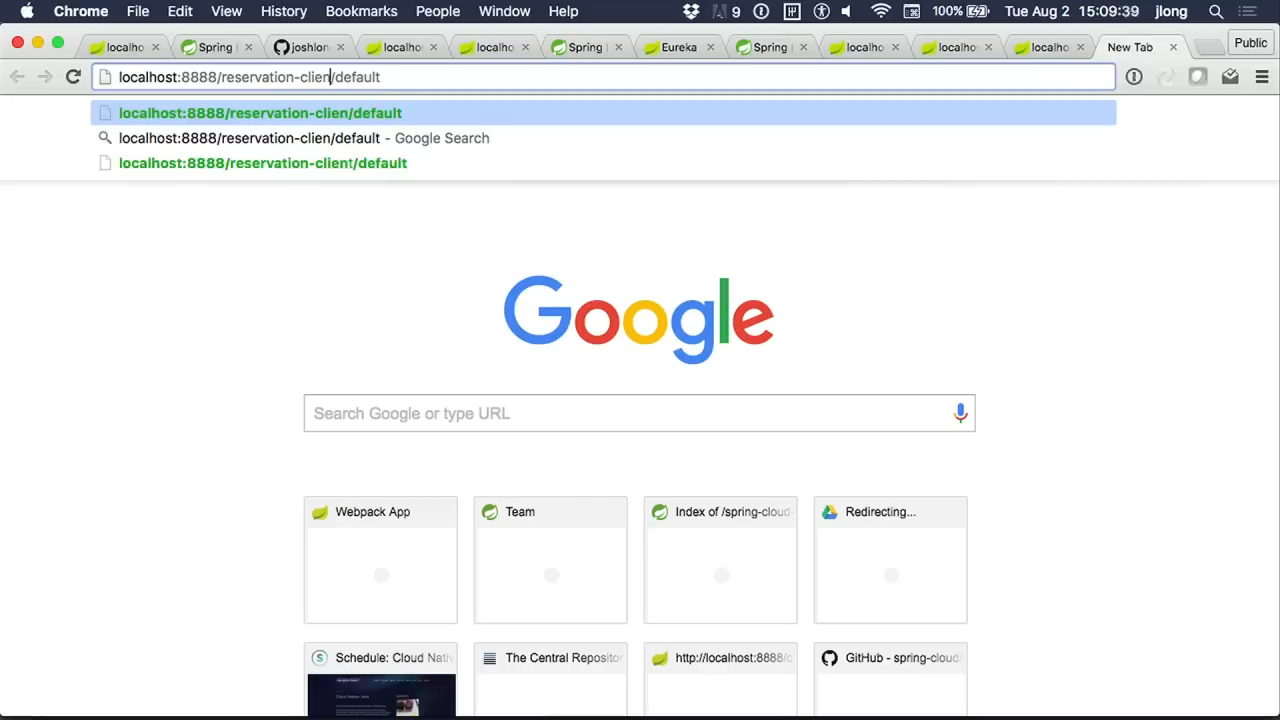 Chrome File Edit View History Bookmarks People Window Help 9 100% Tue Aug 2 15:09:39 jlong
localho Spring joshlon localho localho Spring Eureka Spring localho localho localho New Tab Public
localhost:8888/reservation-clien/default
localhost:8888/reservation-clien/default
localhost:8888/reservation-clien/default - Google Search
localhost:8888/reservation-client/default
Google
Search Google or type URL
Webpack App Team Index of /spring-cloud- Redirecting...
Schedule: Cloud Nati The Central Reposito http://localhost:8888/ GitHub - spring-cloud